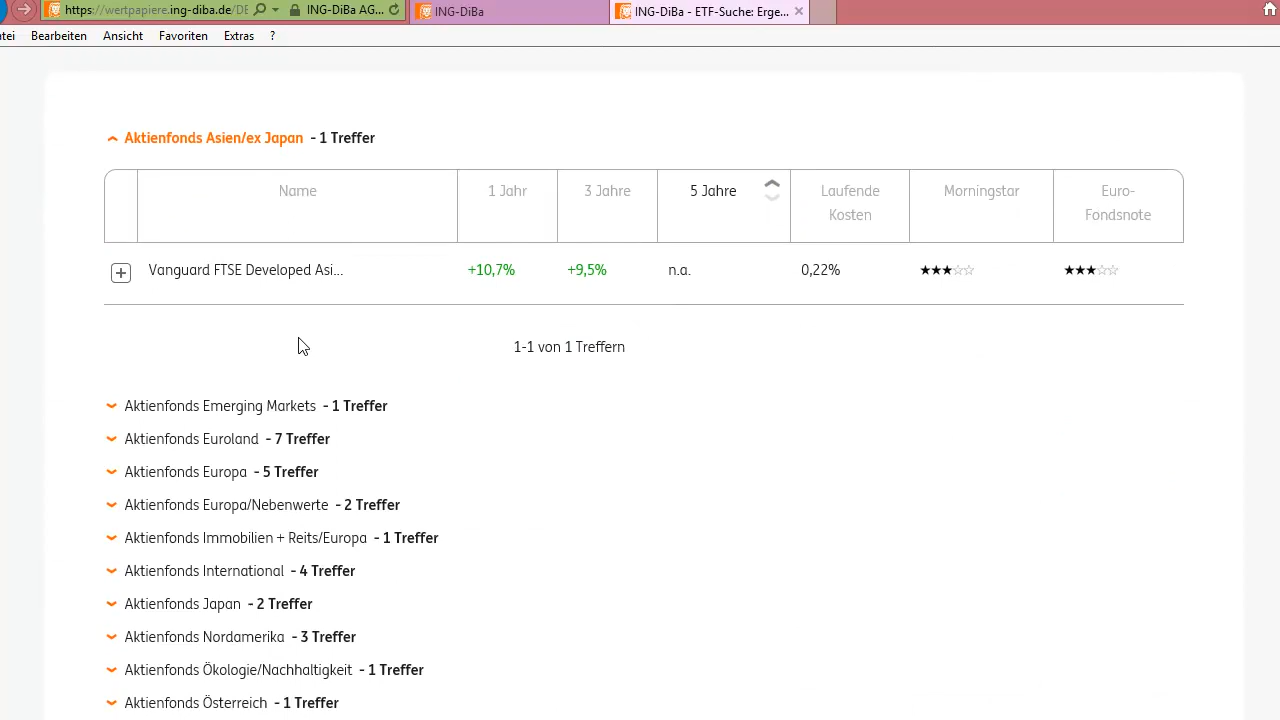 https://wertpapiere.ing-diba.de/DE
ING-DiBa AG...
ING-DiBa
ING-DiBa - ETF-Suche: Erge...
tei Bearbeiten Ansicht Favoriten Extras ?
Aktienfonds Asien/ex Japan - 1 Treffer
Name 1 Jahr 3 Jahre 5 Jahre Laufende Kosten Morningstar Euro-Fondsnote
Vanguard FTSE Developed Asi... +10,7% +9,5% n.a. 0,22% ★★★☆☆ ★★★☆☆
1-1 von 1 Treffern
Aktienfonds Emerging Markets - 1 Treffer
Aktienfonds Euroland - 7 Treffer
Aktienfonds Europa - 5 Treffer
Aktienfonds Europa/Nebenwerte - 2 Treffer
Aktienfonds Immobilien + Reits/Europa - 1 Treffer
Aktienfonds International - 4 Treffer
Aktienfonds Japan - 2 Treffer
Aktienfonds Nordamerika - 3 Treffer
Aktienfonds Ökologie/Nachhaltigkeit - 1 Treffer
Aktienfonds Österreich - 1 Treffer